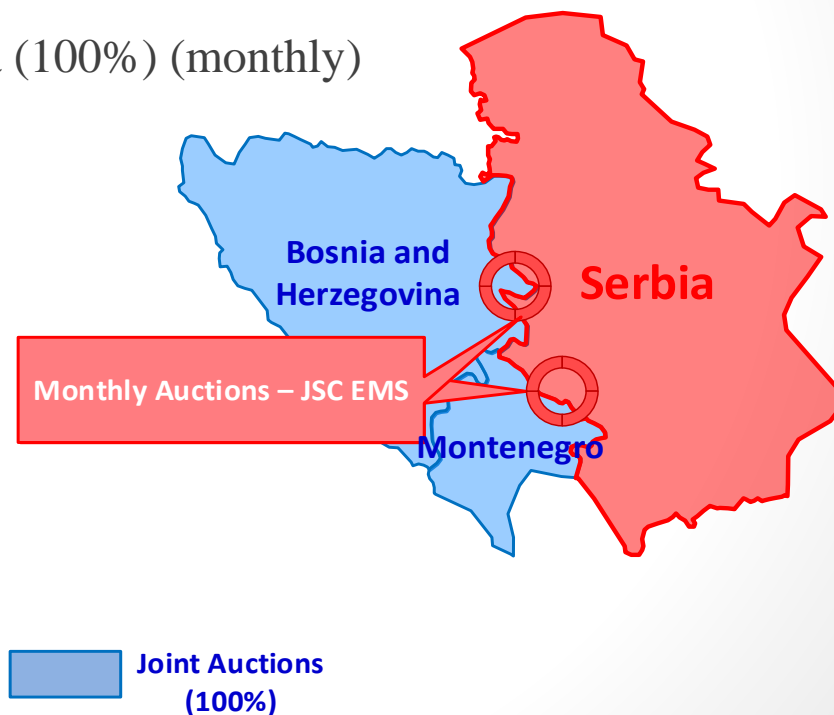 (100%) (monthly)
Bosnia and
Herzegovina
Serbia
Monthly Auctions – JSC EMS
Montenegro
Joint Auctions
(100%)